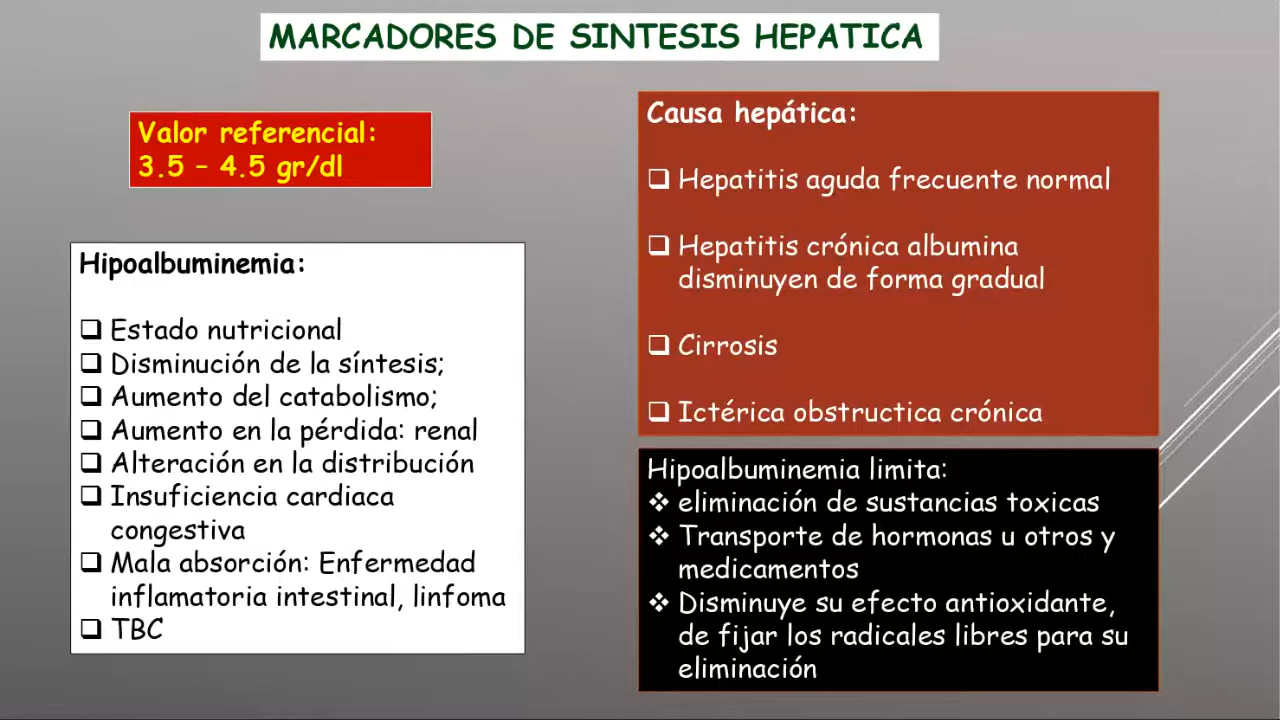 MARCADORES DE SINTESIS HEPATICA
Valor referencial:
3.5 – 4.5 gr/dl
Hipoalbuminemia:
❑ Estado nutricional
❑ Disminución de la síntesis;
❑ Aumento del catabolismo;
❑ Aumento en la pérdida: renal
❑ Alteración en la distribución
❑ Insuficiencia cardiaca
congestiva
❑ Mala absorción: Enfermedad
inflamatoria intestinal, linfoma
❑ TBC
Causa hepática:
❑ Hepatitis aguda frecuente normal
❑ Hepatitis crónica albumina
disminuyen de forma gradual
❑ Cirrosis
❑ Ictérica obstructica crónica
Hipoalbuminemia limita:
❖ eliminación de sustancias toxicas
❖ Transporte de hormonas u otros y
medicamentos
❖ Disminuye su efecto antioxidante,
de fijar los radicales libres para su
eliminación